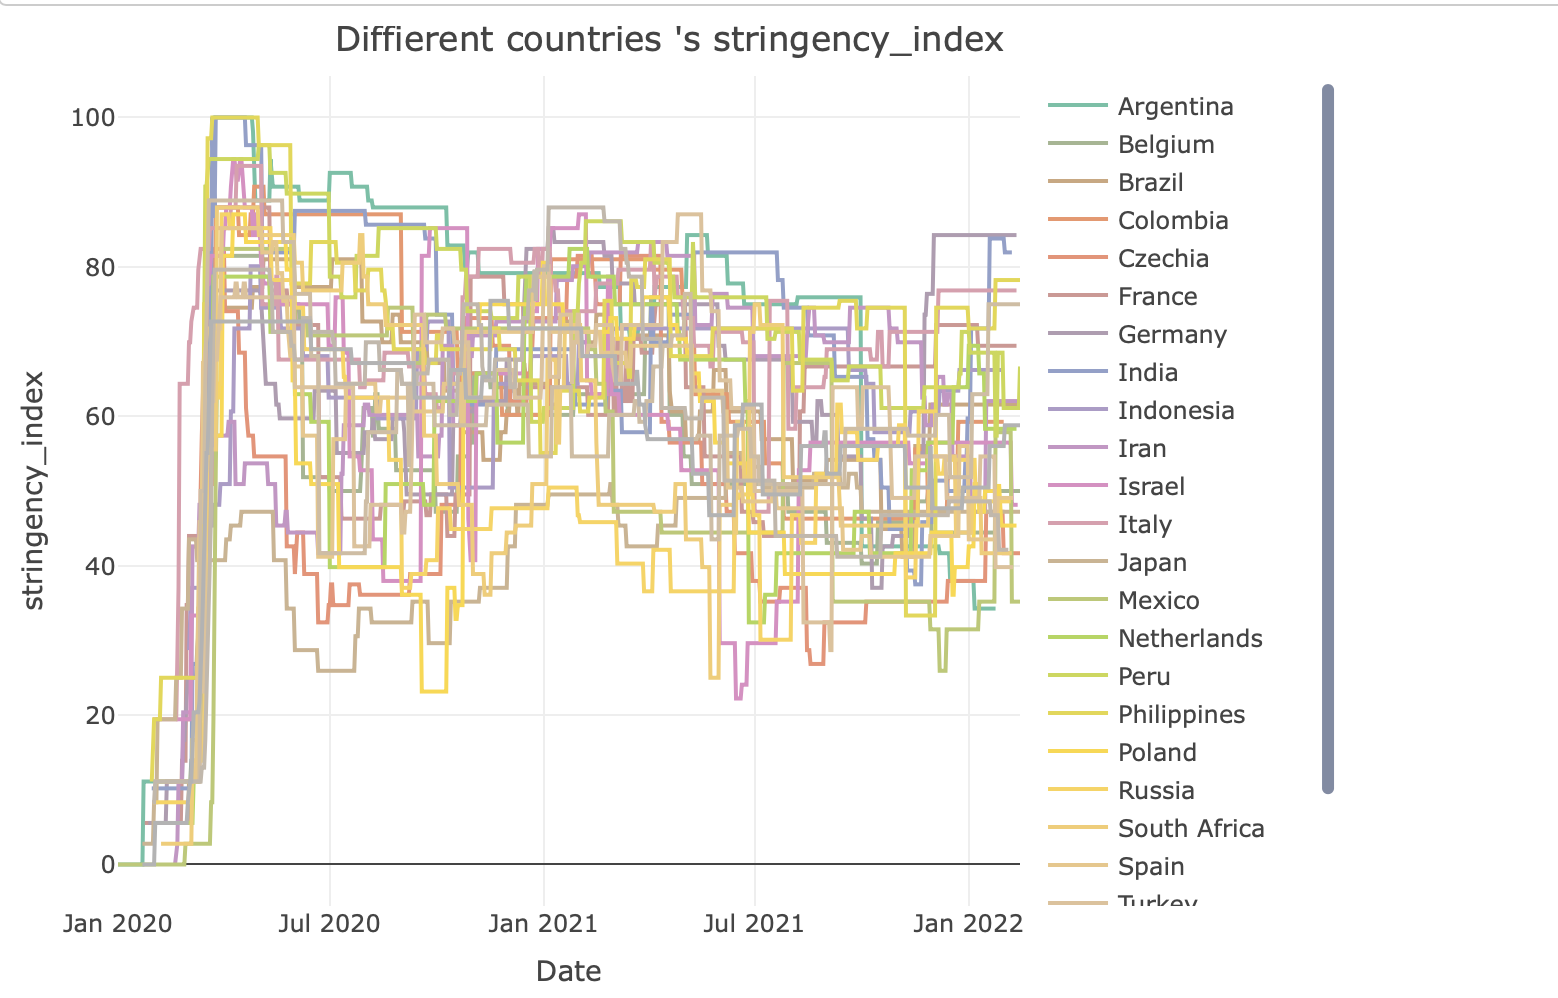 Diffierent countries 's stringency_index
100
80
60
40
20
0
stringency_index
Jan 2020
Jul 2020
Jan 2021
Jul 2021
Jan 2022
Date
Argentina
Belgium
Brazil
Colombia
Czechia
France
Germany
India
Indonesia
Iran
Israel
Italy
Japan
Mexico
Netherlands
Peru
Philippines
Poland
Russia
South Africa
Spain
Turkey